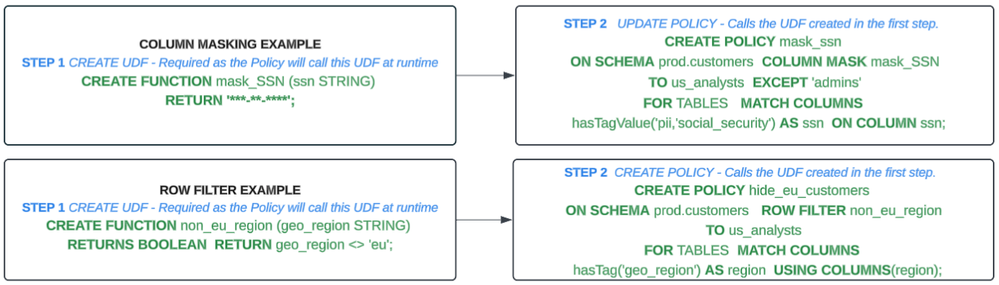 COLUMN MASKING EXAMPLE
STEP 1 CREATE UDF - Required as the Policy will call this UDF at runtime
CREATE FUNCTION mask_SSN (ssn STRING)
RETURN '***-**-****';
STEP 2 UPDATE POLICY - Calls the UDF created in the first step.
CREATE POLICY mask_ssn
ON SCHEMA prod.customers COLUMN MASK mask_SSN
TO us_analysts EXCEPT 'admins'
FOR TABLES MATCH COLUMNS
hasTagValue('pii,'social_security') AS ssn ON COLUMN ssn;
ROW FILTER EXAMPLE
STEP 1 CREATE UDF - Required as the Policy will call this UDF at runtime
CREATE FUNCTION non_eu_region (geo_region STRING)
RETURNS BOOLEAN RETURN geo_region <> 'eu';
STEP 2 CREATE POLICY - Calls the UDF created in the first step.
CREATE POLICY hide_eu_customers
ON SCHEMA prod.customers ROW FILTER non_eu_region
TO us_analysts
FOR TABLES MATCH COLUMNS
hasTag('geo_region') AS region USING COLUMNS(region);